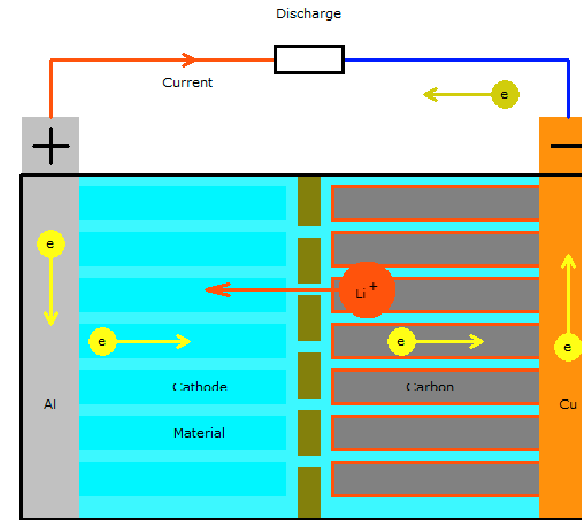 Discharge
Current
e
+
−
e
Li +
e
e
e
Cathode
Carbon
Al
Cu
Material